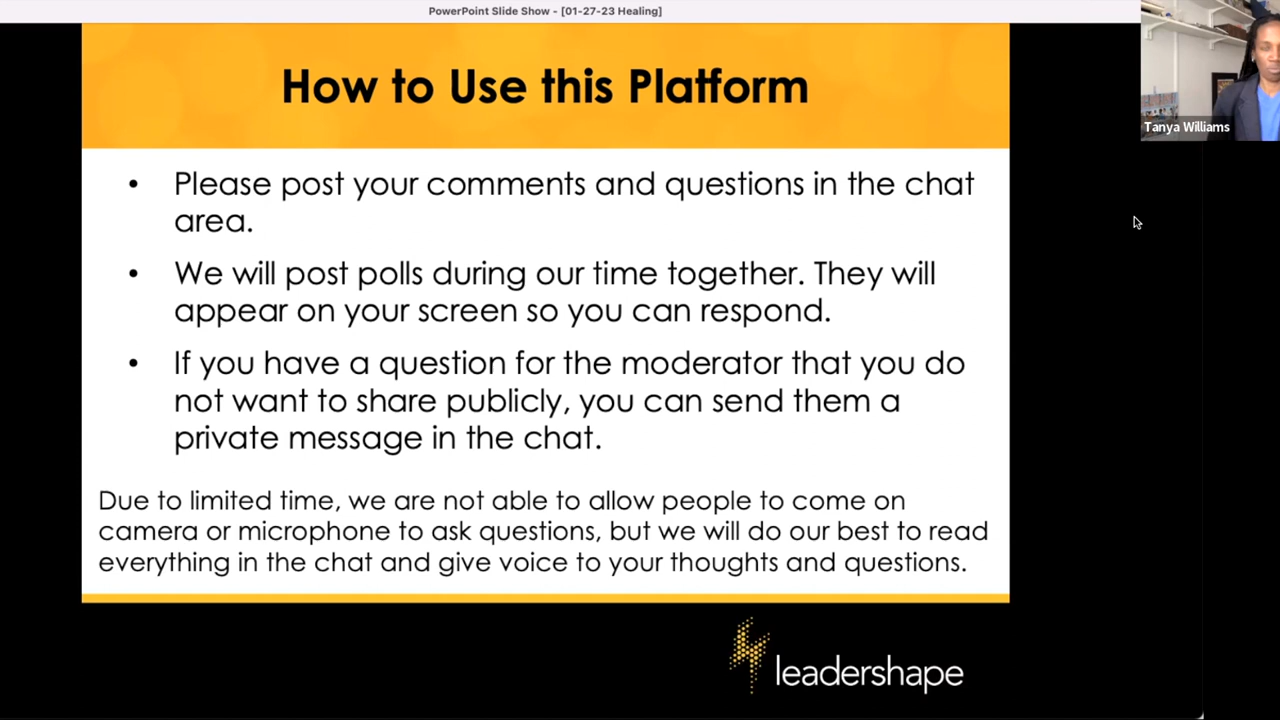 PowerPoint Slide Show - [01-27-23 Healing]
How to Use this Platform
Tanya Williams
• Please post your comments and questions in the chat
area.
• We will post polls during our time together. They will
appear on your screen so you can respond.
• If you have a question for the moderator that you do
not want to share publicly, you can send them a
private message in the chat.
Due to limited time, we are not able to allow people to come on
camera or microphone to ask questions, but we will do our best to read
everything in the chat and give voice to your thoughts and questions.
leadershape